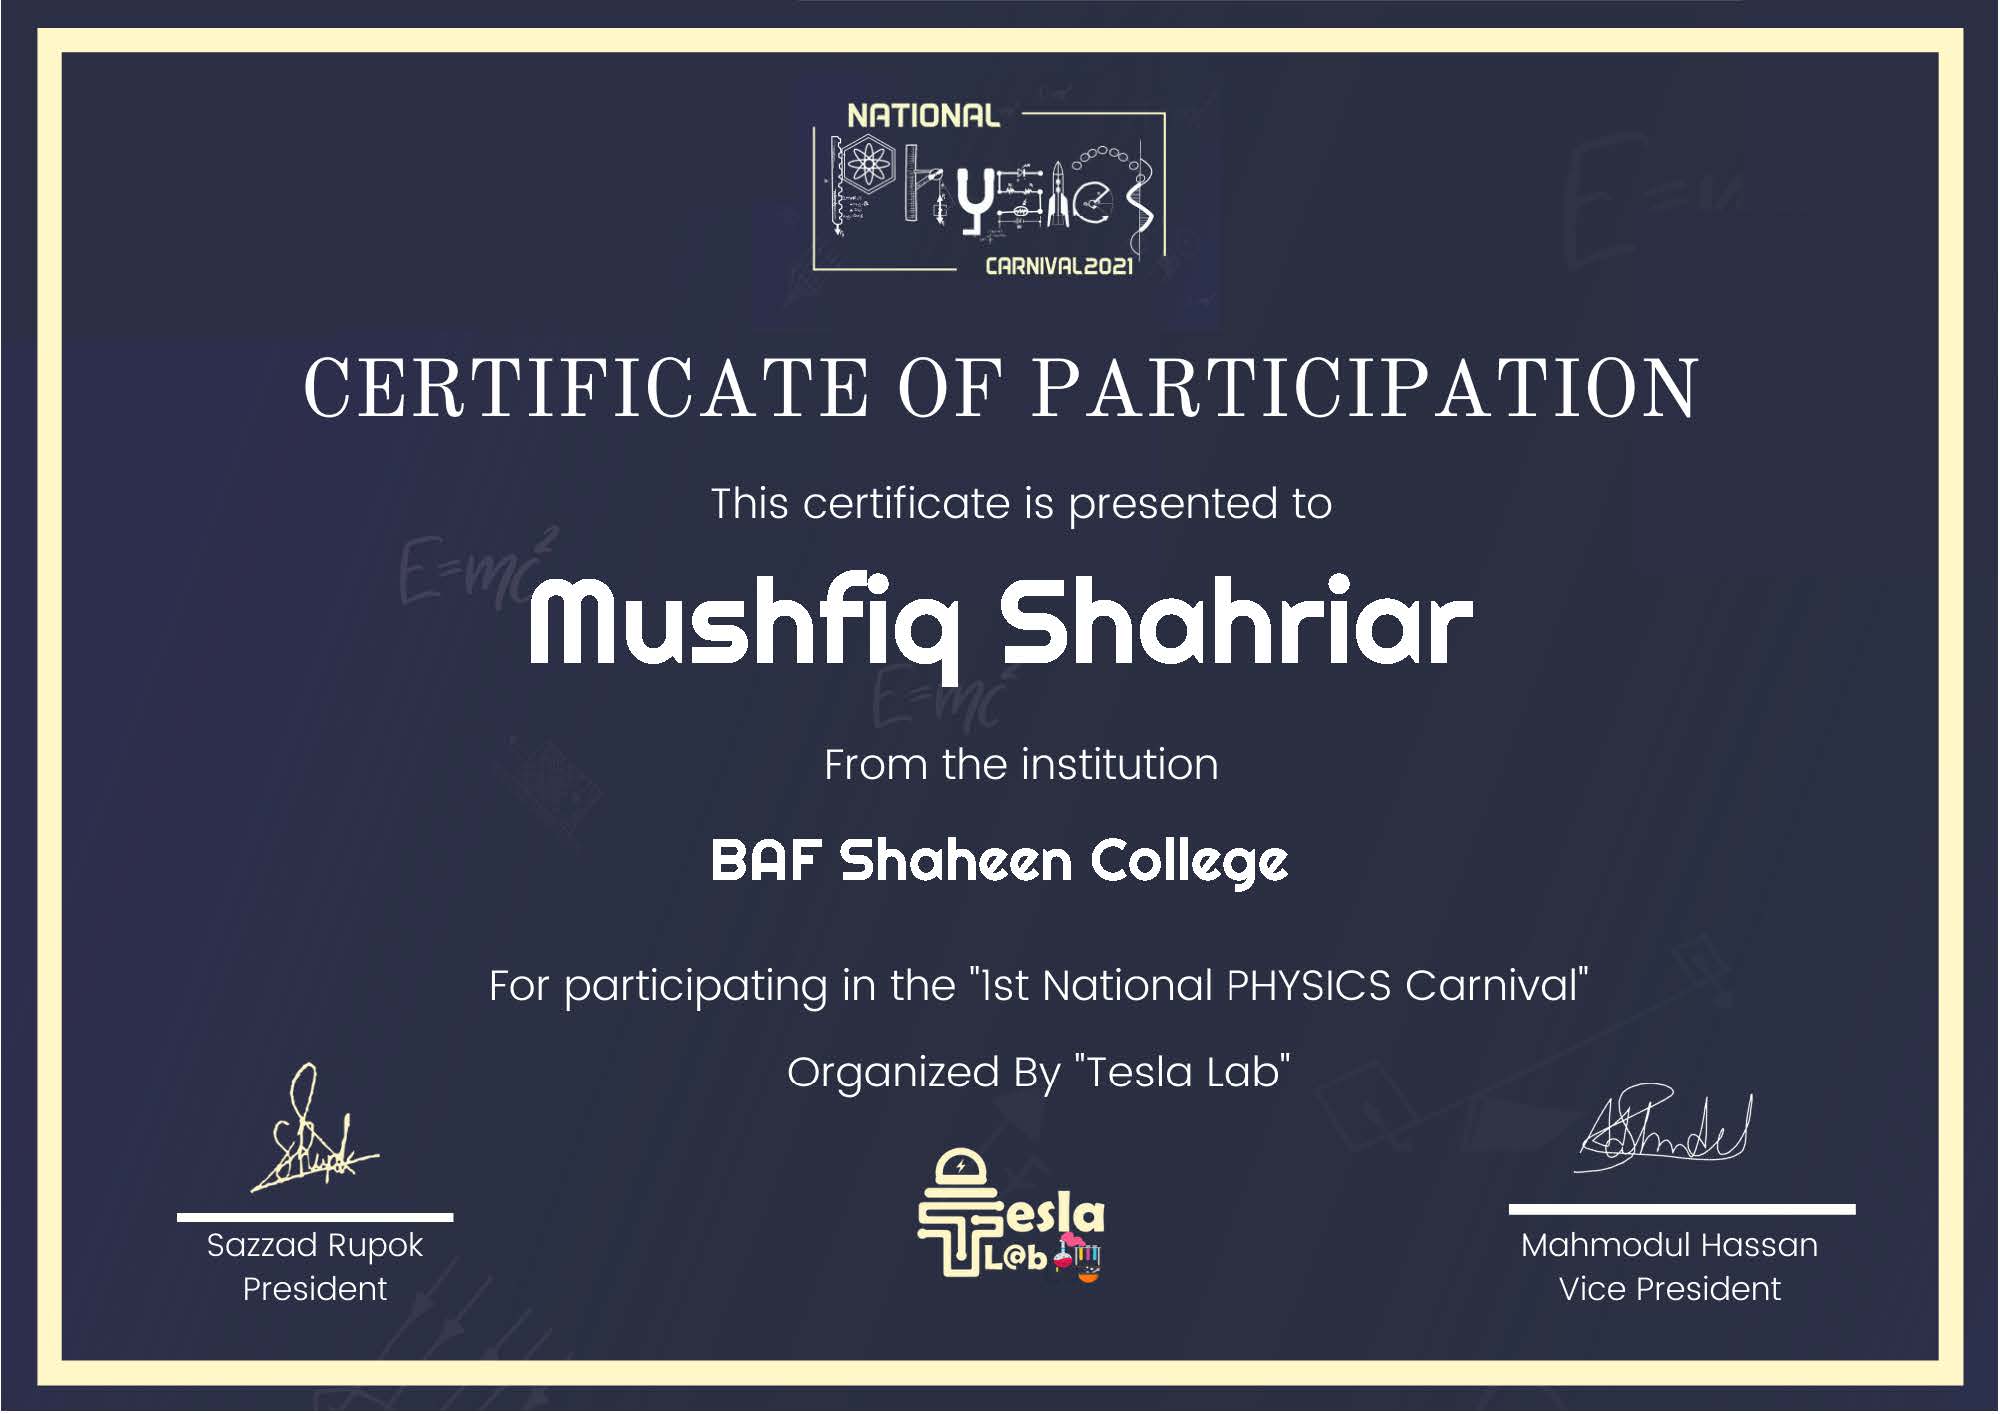 NATIONAL
Physics
CARNIVAL2021
CERTIFICATE OF PARTICIPATION
This certificate is presented to
E=mc²
Mushfiq Shahriar
E=mc²
From the institution
BAF Shaheen College
For participating in the "1st National PHYSICS Carnival"
Organized By "Tesla Lab"
Tesla
L@b
Sazzad Rupok
President
Mahmodul Hassan
Vice President